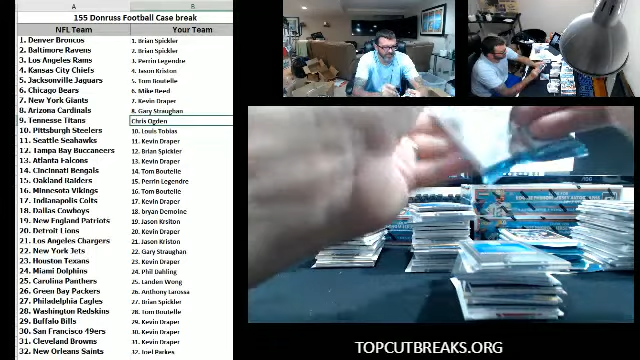 A B
155 Donruss Football Case break
NFL Team Your Team
1. Denver Broncos 1. Brian Spickler
2. Baltimore Ravens 2. Brian Spickler
3. Los Angeles Rams 3. Perrin Legendre
4. Kansas City Chiefs 4. Jason Kriston
5. Jacksonville Jaguars 5. Tom Boutelle
6. Chicago Bears 6. Mike Reed
7. New York Giants 7. Kevin Draper
8. Arizona Cardinals 8. Gary Straughan
9. Tennesse Titans Chris Ogden
10. Pittsburgh Steelers 10. Louis Tobias
11. Seattle Seahawks 11. Kevin Draper
12. Tampa Bay Buccaneers 12. Brian Spickler
13. Atlanta Falcons 13. Kevin Draper
14. Cincinnati Bengals 14. Tom Boutelle
15. Oakland Raiders 15. Perrin Legendre
16. Minnesota Vikings 16. Tom Boutelle
17. Indianapolis Colts 17. Kevin Draper
18. Dallas Cowboys 18. bryan Demoine
19. New England Patriots 19. Jason Krsiton
20. Detroit Lions 20. Kevin Draper
21. Los Angeles Chargers 21. Jason Kriston
22. New York Jets 22. Gary Straughan
23. Houston Texans 23. Kevin Draper
24. Miami Dolphins 24. Phil Dahling
25. Carolina Panthers 25. Landen Wong
26. Green Bay Packers 26. Anthony Larossa
27. Philadelphia Eagles 27. Brian Spickler
28. Washington Redskins 28. Tom Boutelle
29. Buffalo Bills 29. Kevin Draper
30. San Francisco 49ers 30. Kevin Draper
31. Cleveland Browns 31. Kevin Draper
32. New Orleans Saints 32. Joel Parkes
TOPCUTBREAKS.ORG